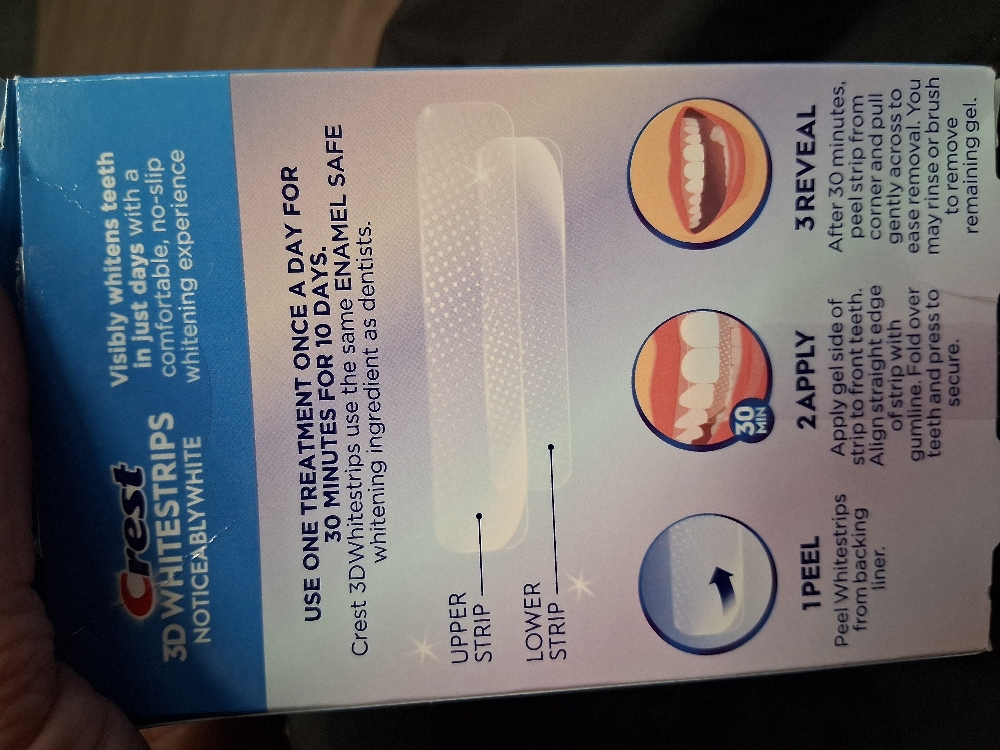 Crest
3D WHITESTRIPS
NOTICEABLY WHITE
Visibly whitens teeth
in just days with a
comfortable, no-slip
whitening experience
USE ONE TREATMENT ONCE A DAY FOR
30 MINUTES FOR 10 DAYS.
Crest 3DWhitestrips use the same ENAMEL SAFE
whitening ingredient as dentists.
UPPER
STRIP
LOWER
STRIP
1 PEEL
Peel Whitestrips
from backing
liner.
30
MIN
2 APPLY
Apply gel side of
strip to front teeth.
Align straight edge
of strip with
gumline. Fold over
teeth and press to
secure.
3 REVEAL
After 30 minutes,
peel strip from
corner and pull
gently across to
ease removal. You
may rinse or brush
to remove
remaining gel.